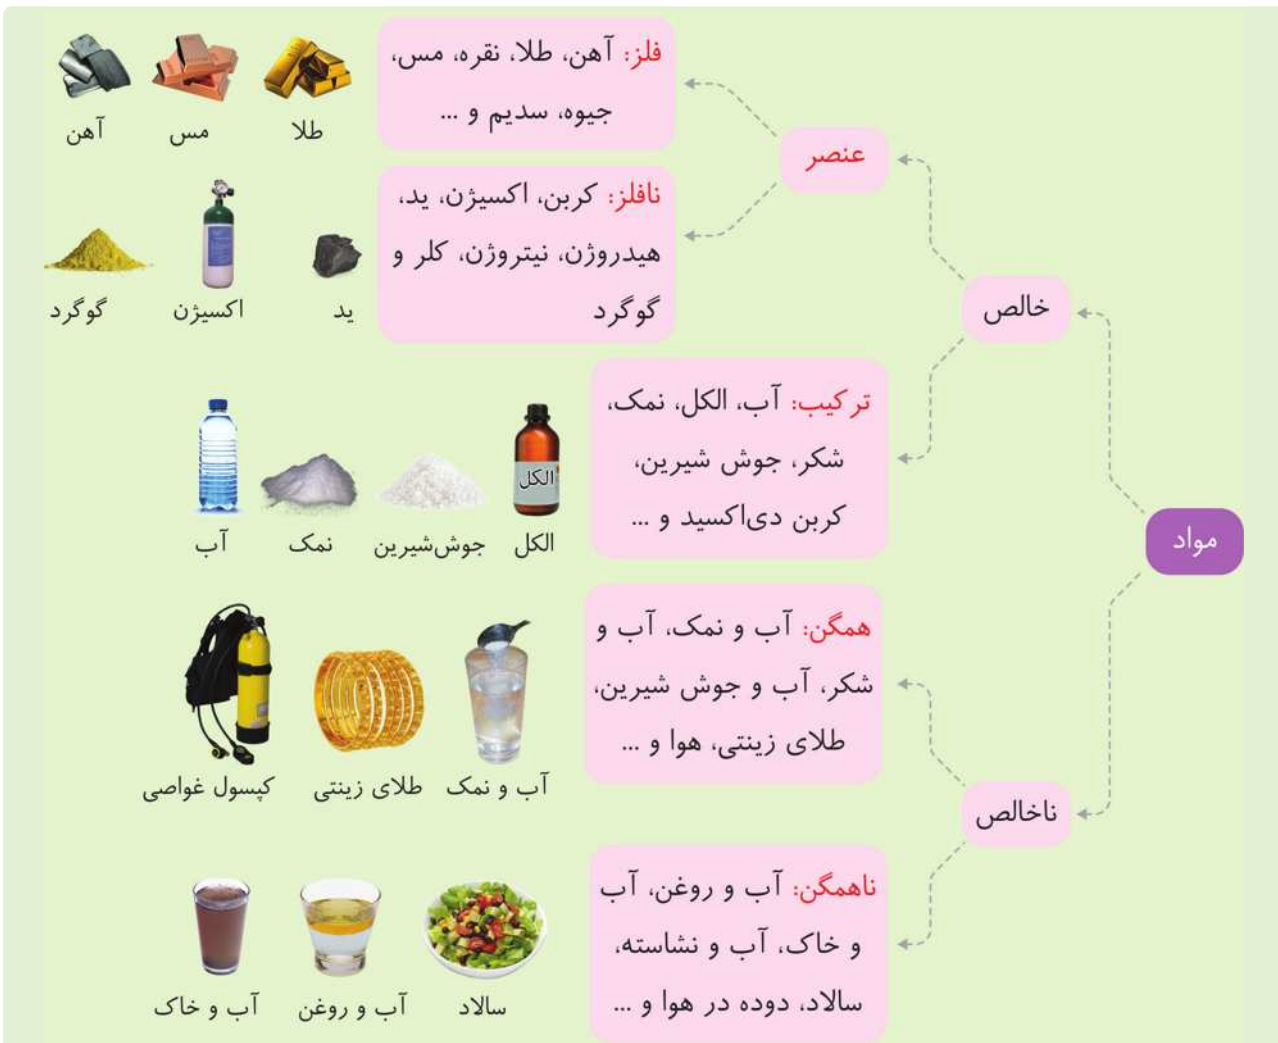 مواد
خالص
عنصر
فلز: آهن، طلا، نقره، مس،
جیوه، سدیم و ...
طلا
مس
آهن
نافلز: کربن، اکسیژن، ید،
هیدروژن، نیتروژن، کلر و
گوگرد
ید
اکسیژن
گوگرد
ترکیب: آب، الکل، نمک،
شکر، جوش شیرین،
کربن دی‌اکسید و ...
الکل
الکل
جوش‌شیرین
نمک
آب
ناخالص
همگن: آب و نمک، آب و
شکر، آب و جوش شیرین،
طلای زینتی، هوا و ...
آب و نمک
طلای زینتی
کپسول غواصی
ناهمگن: آب و روغن، آب
و خاک، آب و نشاسته،
سالاد، دوده در هوا و ...
سالاد
آب و روغن
آب و خاک